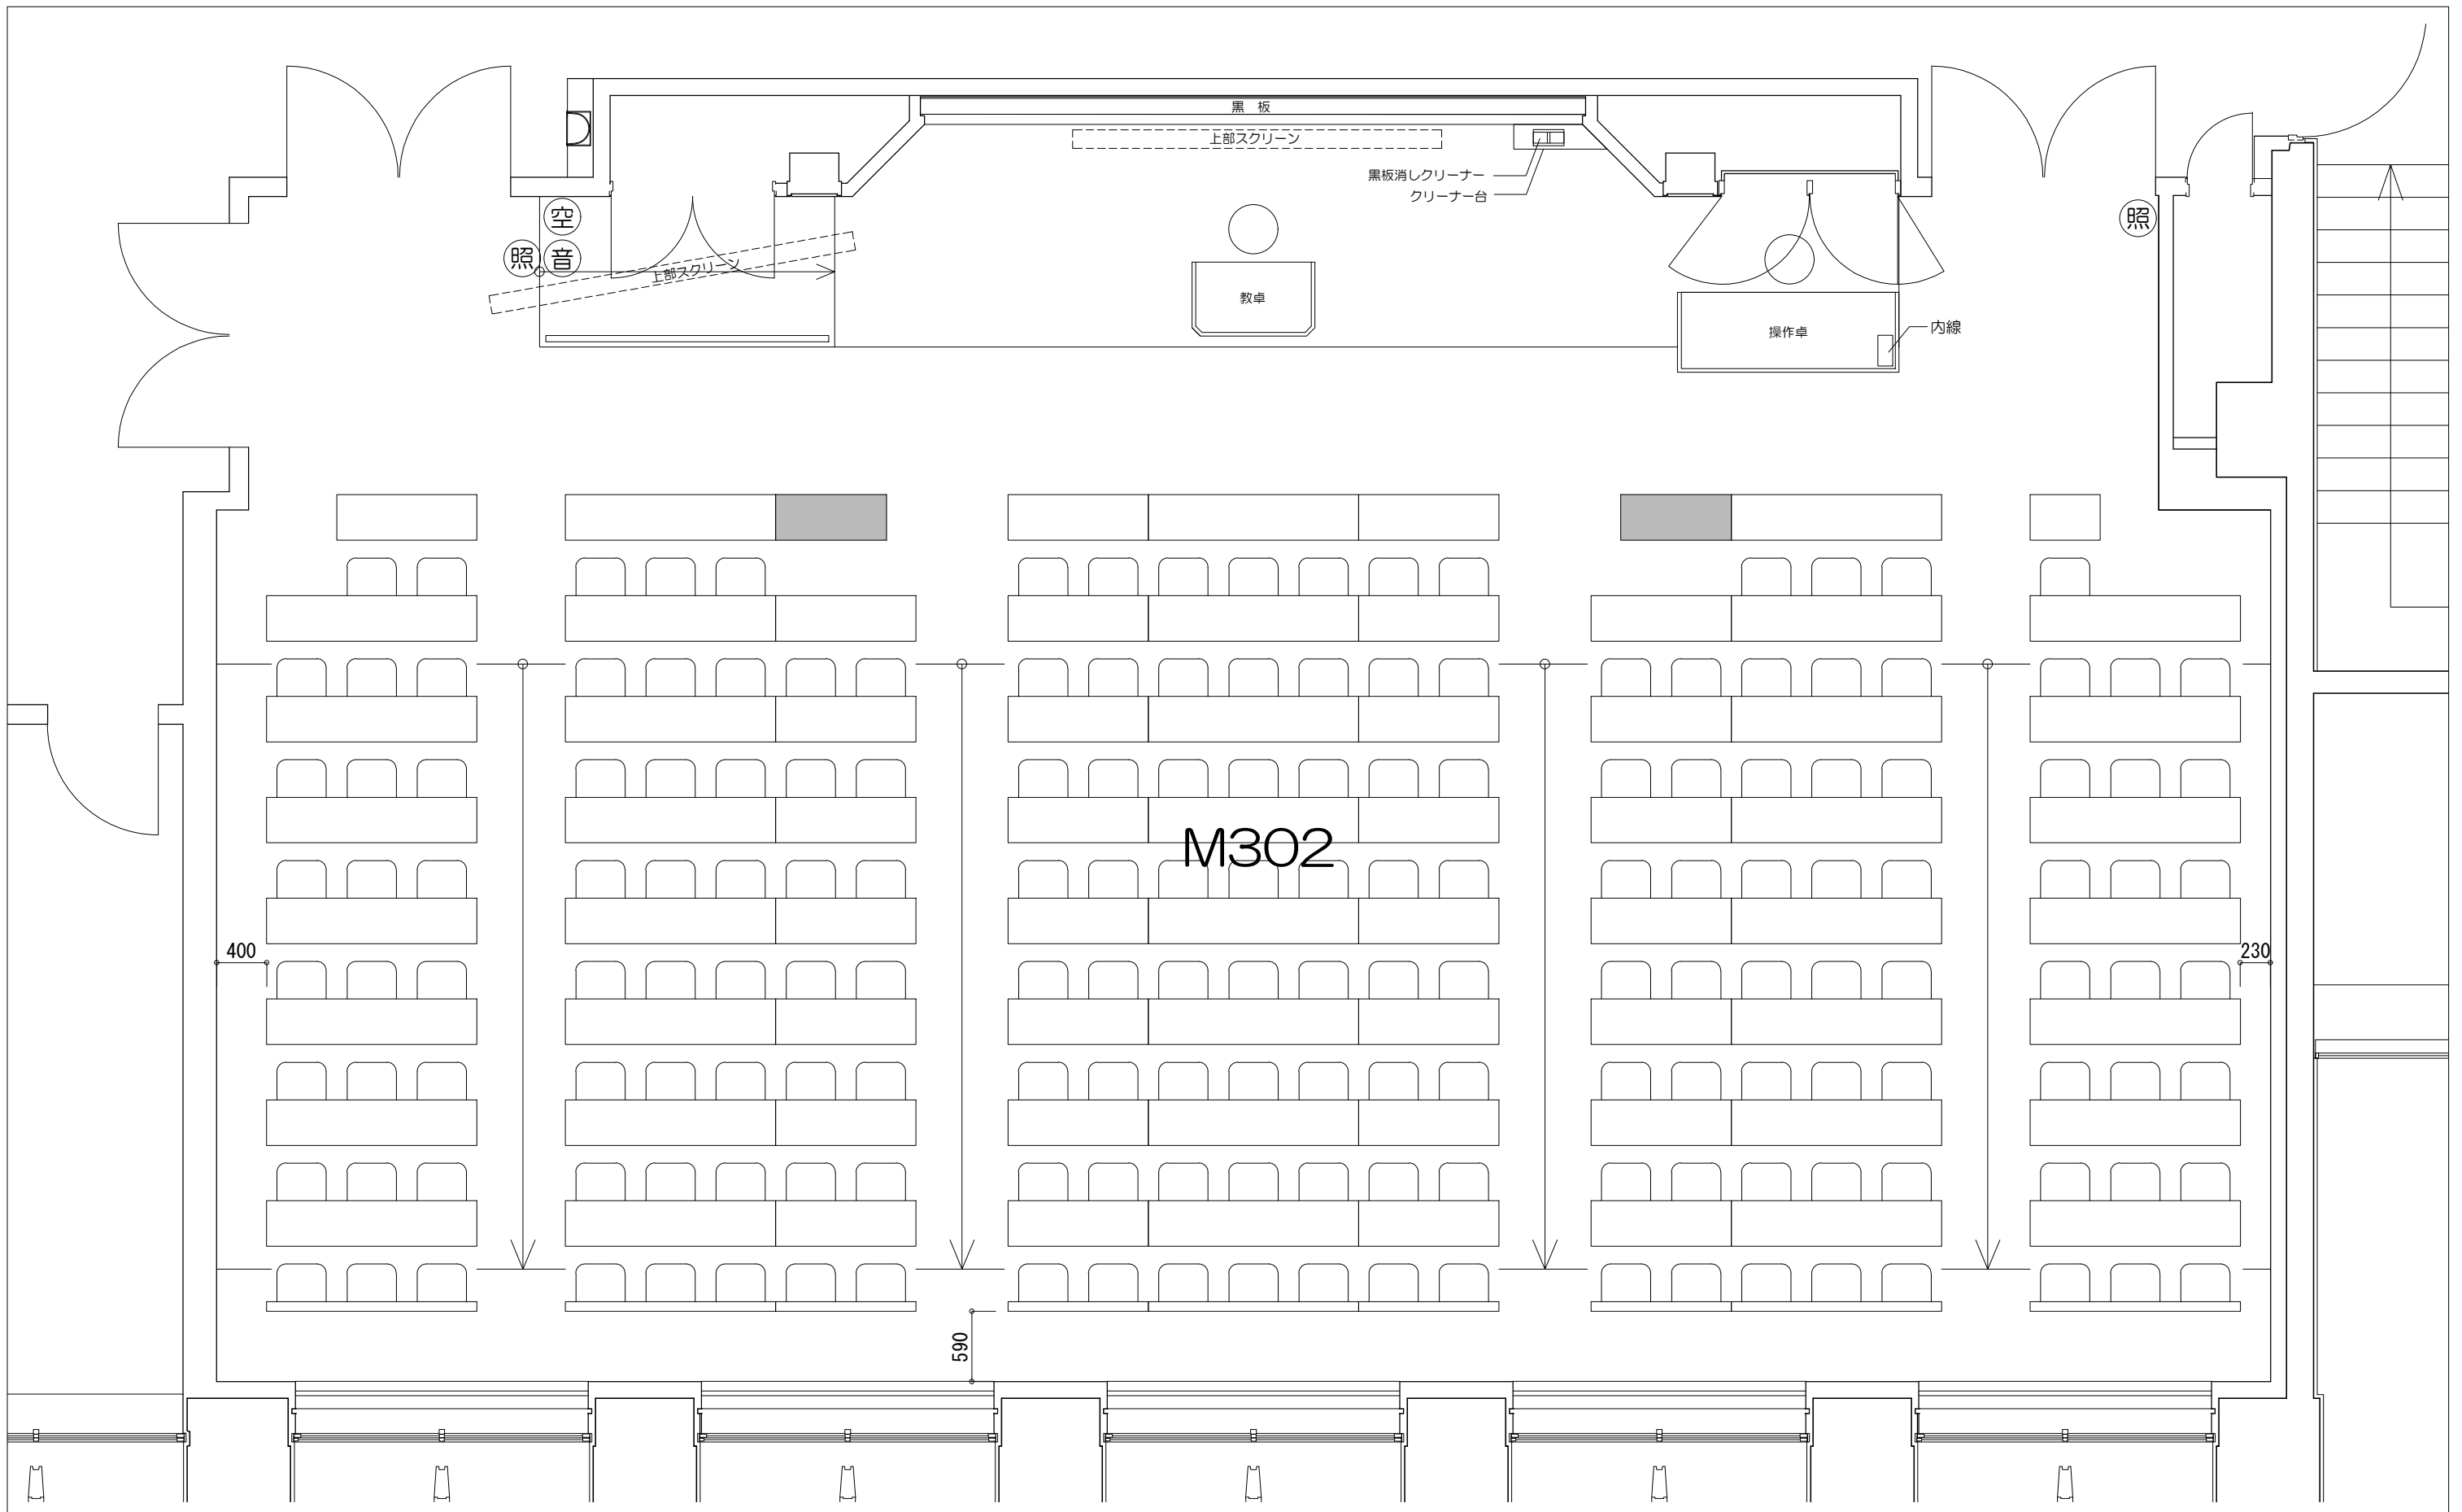 黒 板
上部スクリーン
黒板消しクリーナー
クリーナー台
空
照
音
照
上部スクリーン
教卓
操作卓
内線
M302
400
230
590